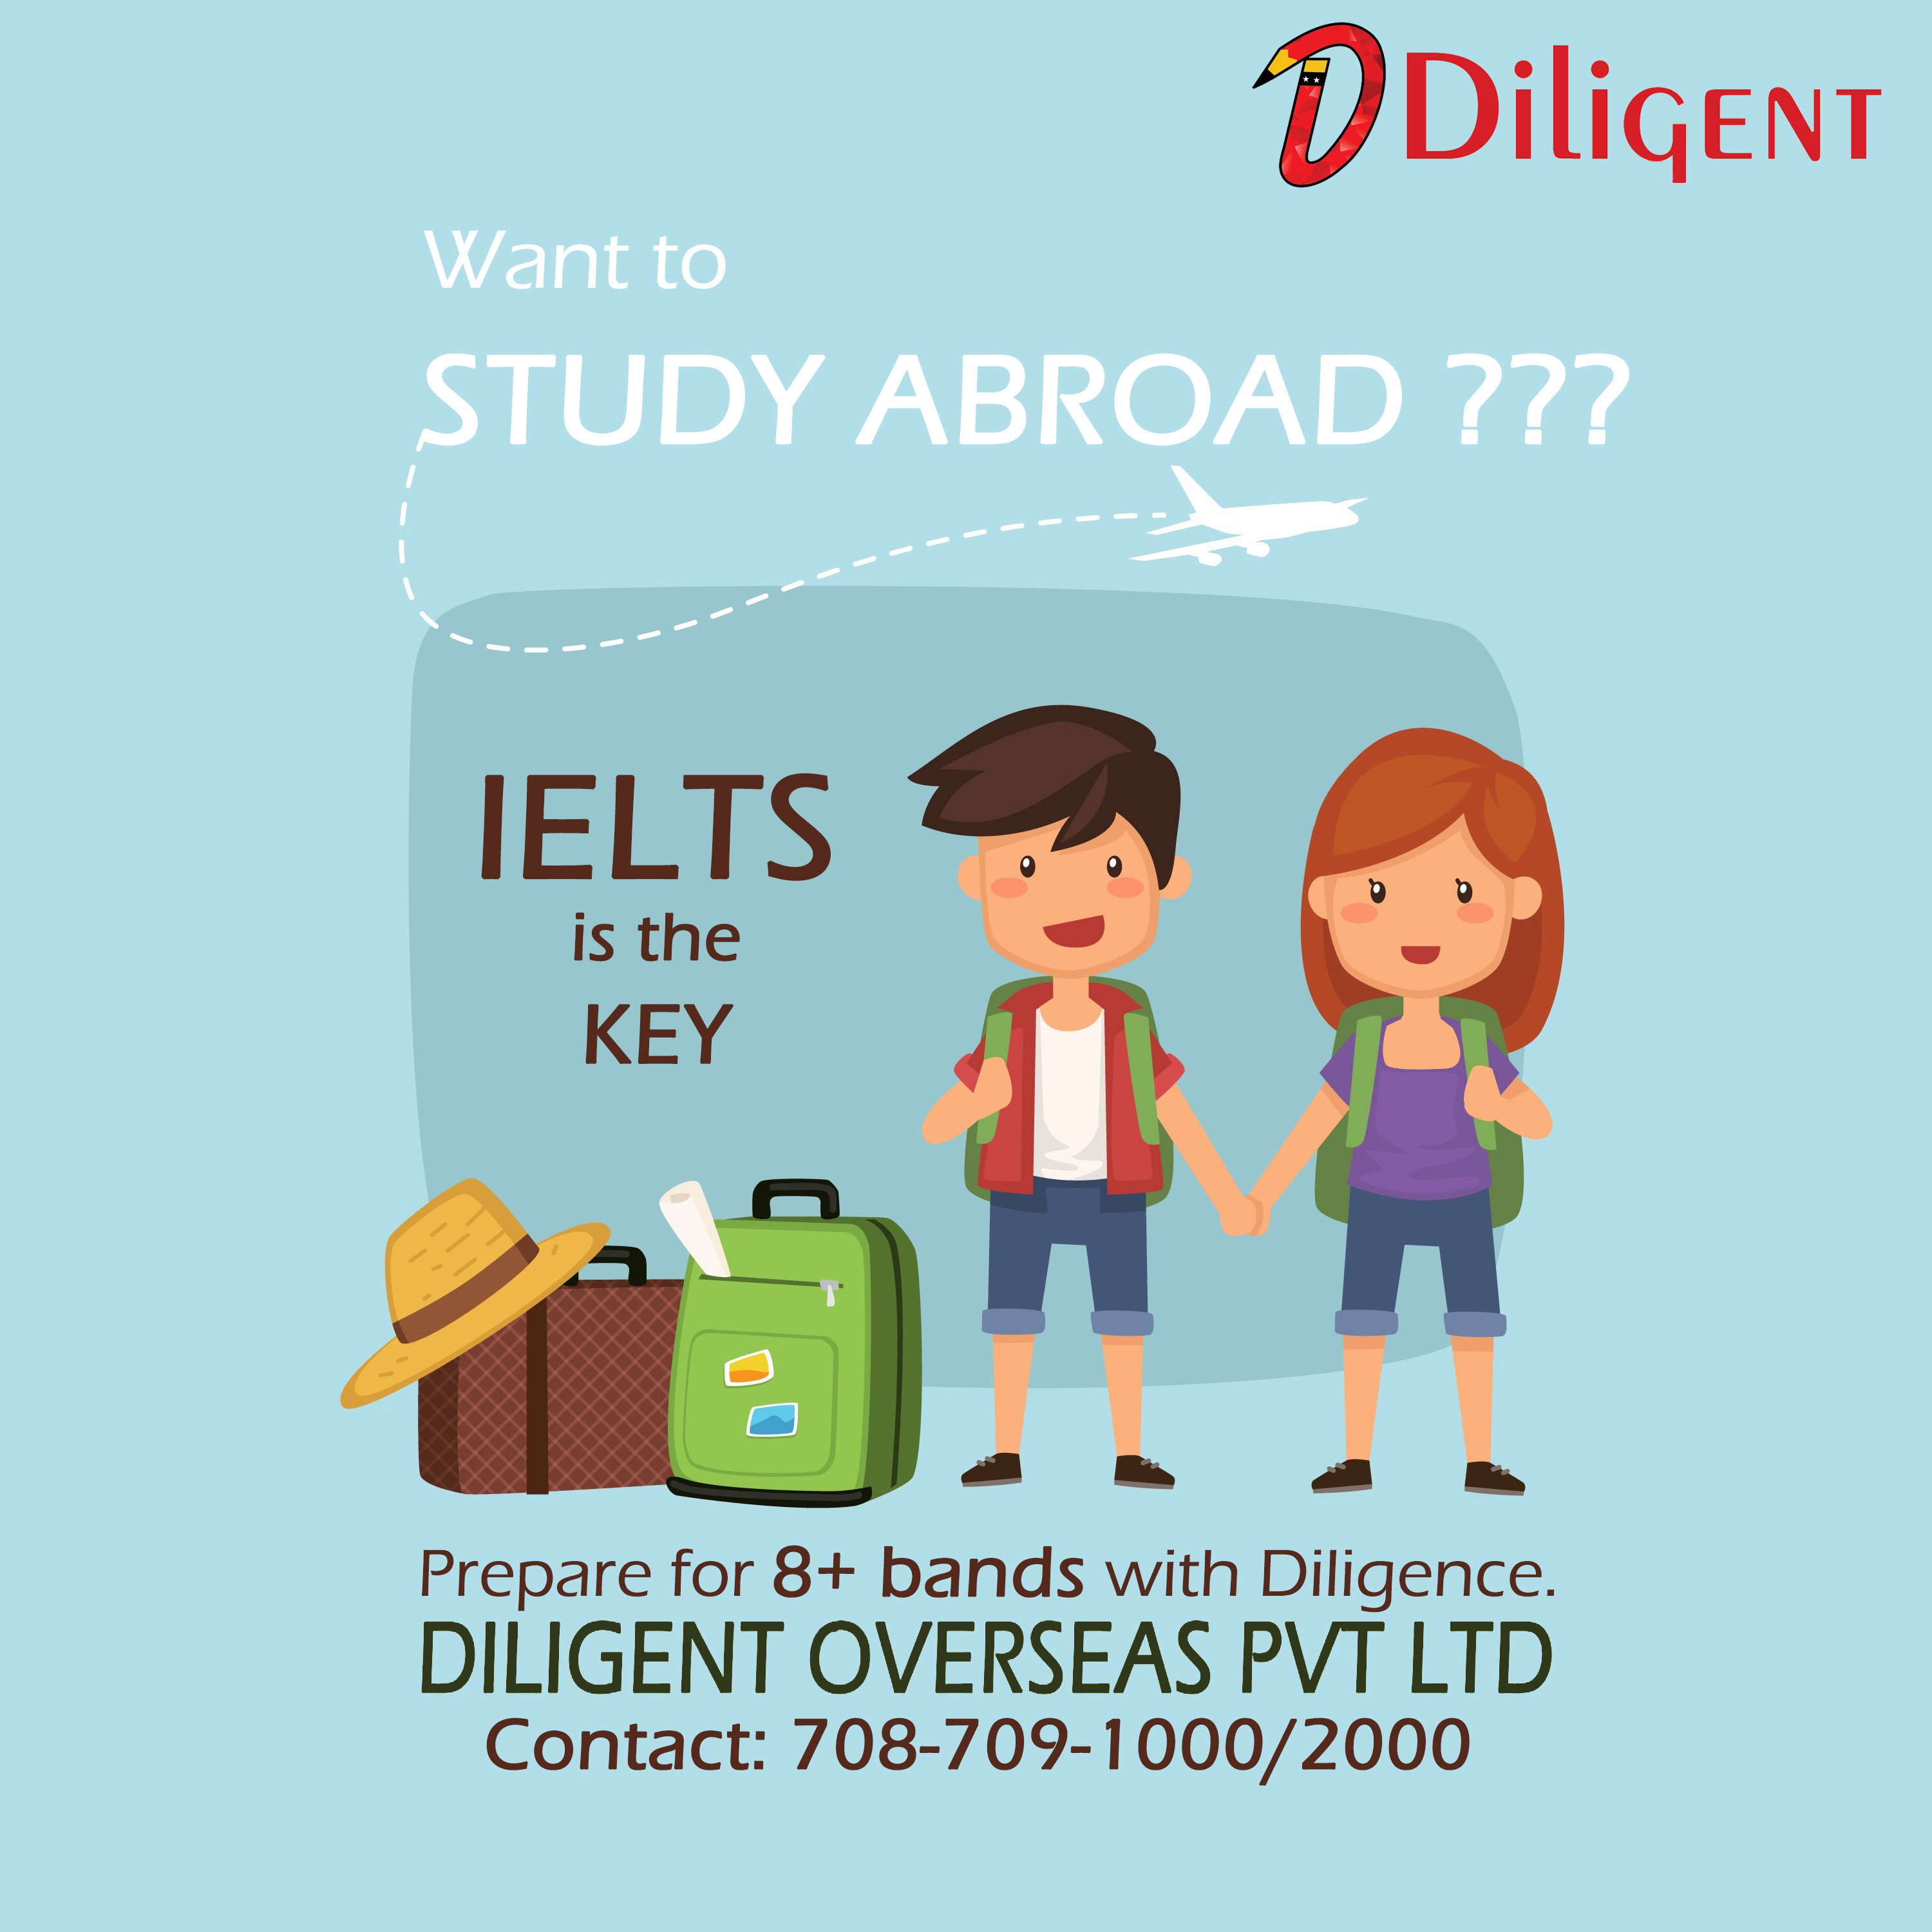 DiliGENT
Want to
STUDY ABROAD ???
IELTS
is the
KEY
Prepare for 8+ bands with Diligence.
DILIGENT OVERSEAS PVT LTD
Contact: 708-709-1000/2000